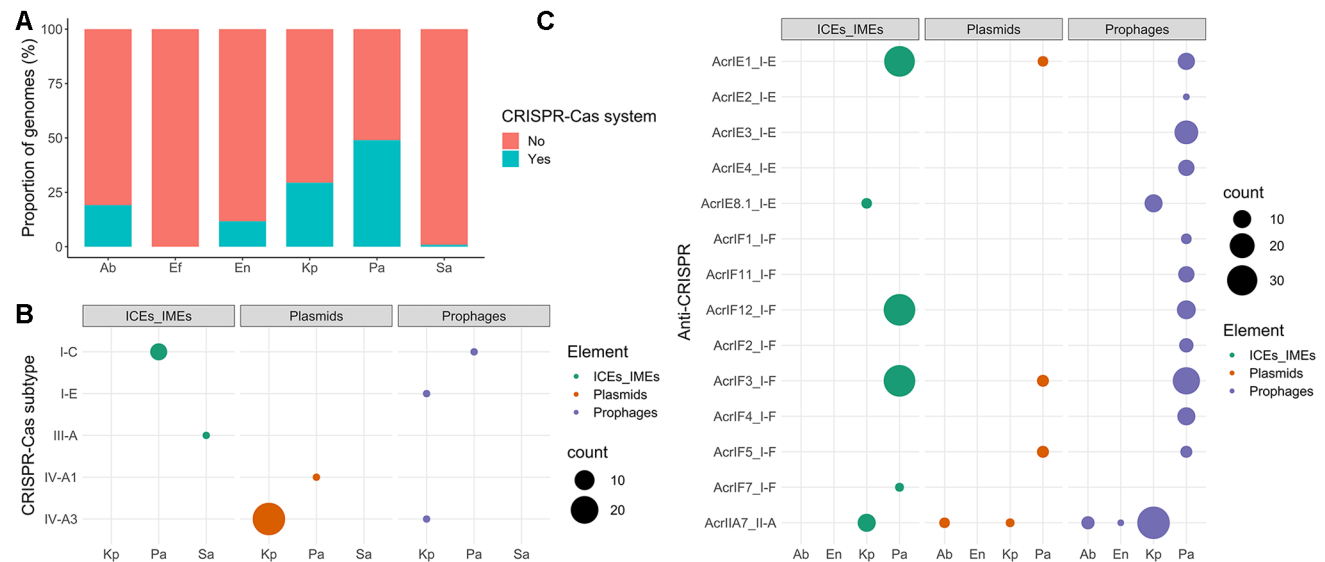 A
Proportion of genomes (%)
100
75
50
25
0
Ab Ef En Kp Pa Sa
CRISPR-Cas system
No
Yes
B
ICEs_IMEs Plasmids Prophages
CRISPR-Cas subtype
I-C
I-E
III-A
IV-A1
IV-A3
Kp Pa Sa Kp Pa Sa Kp Pa Sa
Element
ICEs_IMEs
Plasmids
Prophages
count
10
20
C
ICEs_IMEs Plasmids Prophages
Anti-CRISPR
AcrIE1_I-E
AcrIE2_I-E
AcrIE3_I-E
AcrIE4_I-E
AcrIE8.1_I-E
AcrIF1_I-F
AcrIF11_I-F
AcrIF12_I-F
AcrIF2_I-F
AcrIF3_I-F
AcrIF4_I-F
AcrIF5_I-F
AcrIF7_I-F
AcrIIA7_II-A
Ab En Kp Pa Ab En Kp Pa Ab En Kp Pa
count
10
20
30
Element
ICEs_IMEs
Plasmids
Prophages